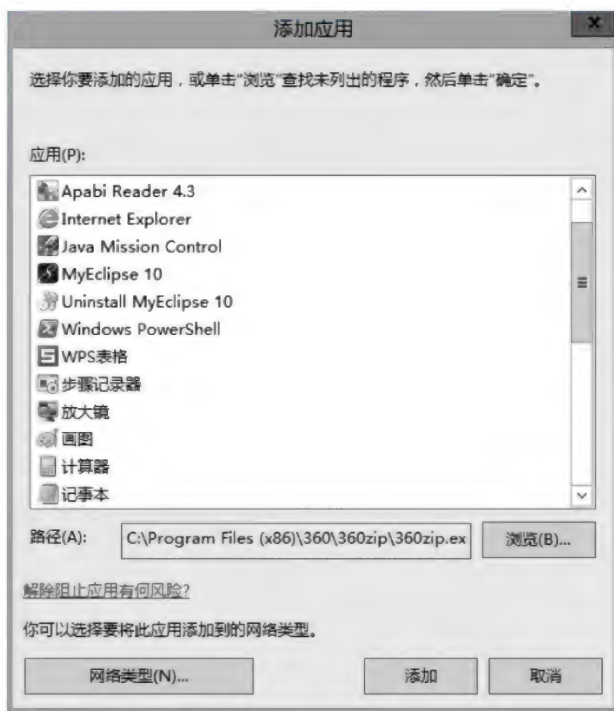 添加应用
x
选择你要添加的应用，或单击"浏览"查找未列出的程序，然后单击"确定"。
应用(P):
Apabi Reader 4.3
Internet Explorer
Java Mission Control
MyEclipse 10
Uninstall MyEclipse 10
Windows PowerShell
WPS表格
步骤记录器
放大镜
画图
计算器
记事本
路径(A): C:\Program Files (x86)\360\360zip\360zip.ex 浏览(B)...
解除阻止应用有何风险?
你可以选择要将此应用添加到的网络类型。
网络类型(N)... 添加 取消